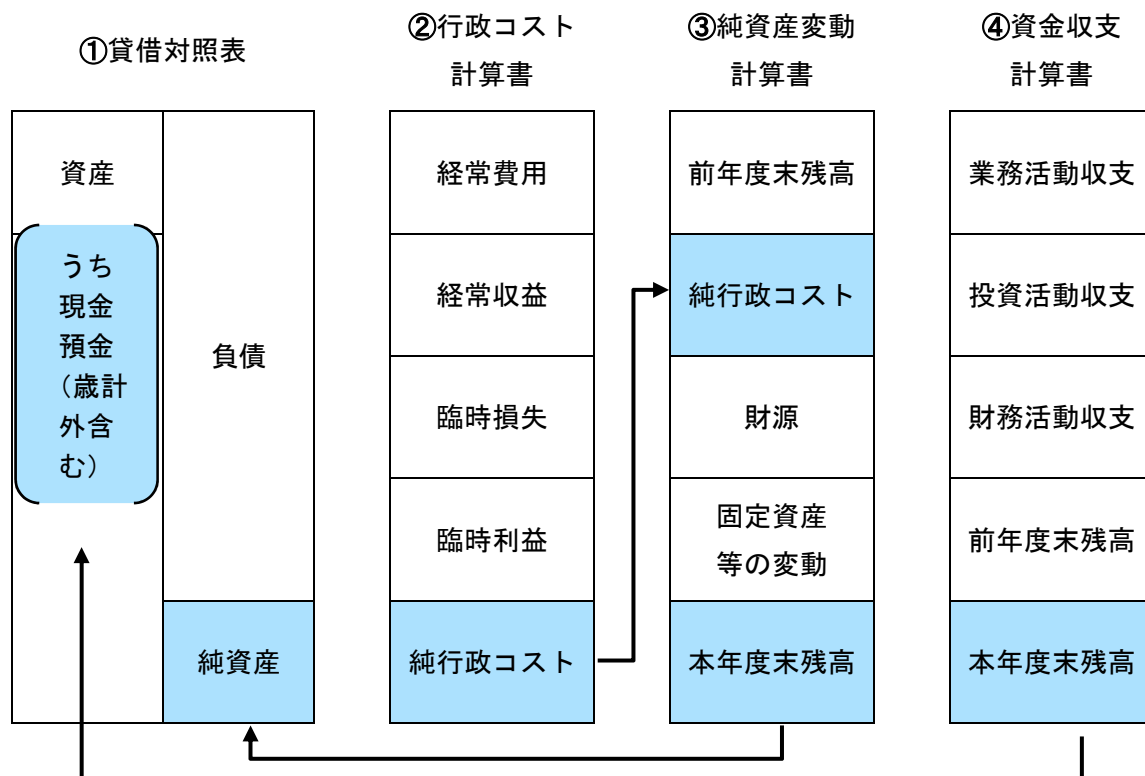 ①貸借対照表
②行政コスト
計算書
③純資産変動
計算書
④資金収支
計算書
資産
うち
現金
預金
(歳計
外含
む)
負債
純資産
経常費用
経常収益
臨時損失
臨時利益
純行政コスト
前年度末残高
純行政コスト
財源
固定資産
等の変動
本年度末残高
業務活動収支
投資活動収支
財務活動収支
前年度末残高
本年度末残高